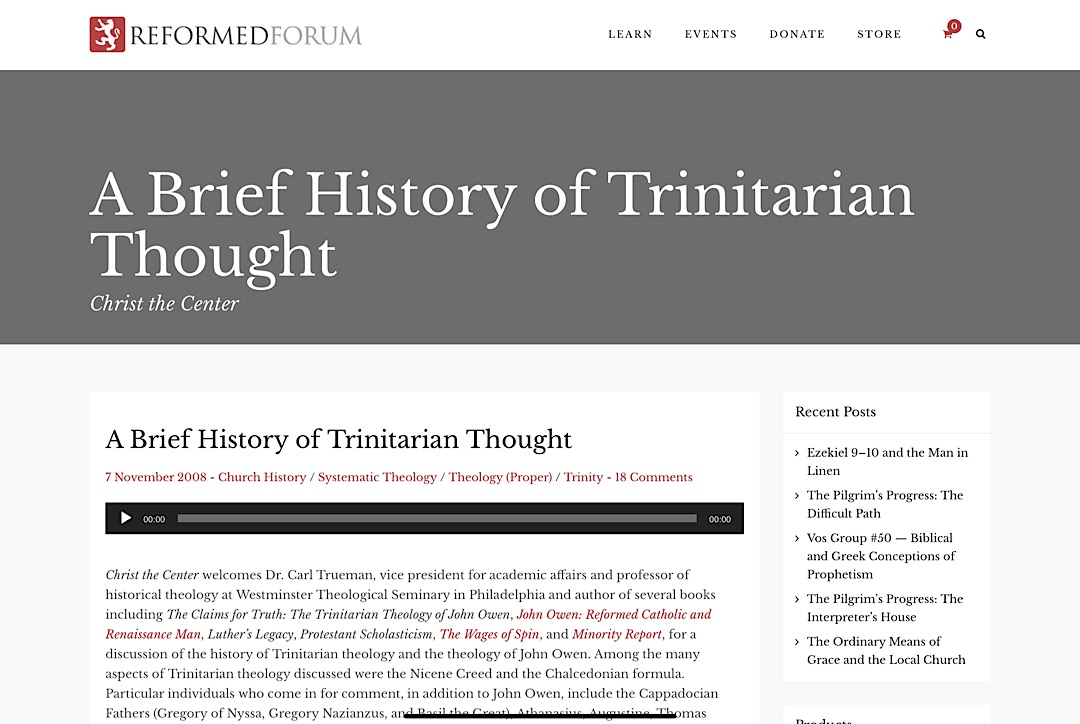 REFORMEDFORUM
LEARN EVENTS DONATE STORE 0
A Brief History of Trinitarian
Thought
Christ the Center
A Brief History of Trinitarian Thought
7 November 2008 - Church History / Systematic Theology / Theology (Proper) / Trinity - 18 Comments
00:00 00:00
Christ the Center welcomes Dr. Carl Trueman, vice president for academic affairs and professor of
historical theology at Westminster Theological Seminary in Philadelphia and author of several books
including The Claims for Truth: The Trinitarian Theology of John Owen, John Owen: Reformed Catholic and
Renaissance Man, Luther's Legacy, Protestant Scholasticism, The Wages of Spin, and Minority Report, for a
discussion of the history of Trinitarian theology and the theology of John Owen. Among the many
aspects of Trinitarian theology discussed were the Nicene Creed and the Chalcedonian formula.
Particular individuals who come in for comment, in addition to John Owen, include the Cappadocian
Fathers (Gregory of Nyssa, Gregory Nazianzus, and Basil the Great), Athanasius, Augustine, Thomas
Recent Posts
Ezekiel 9–10 and the Man in
Linen
The Pilgrim's Progress: The
Difficult Path
Vos Group #50 — Biblical
and Greek Conceptions of
Prophetism
The Pilgrim's Progress: The
Interpreter's House
The Ordinary Means of
Grace and the Local Church
Products